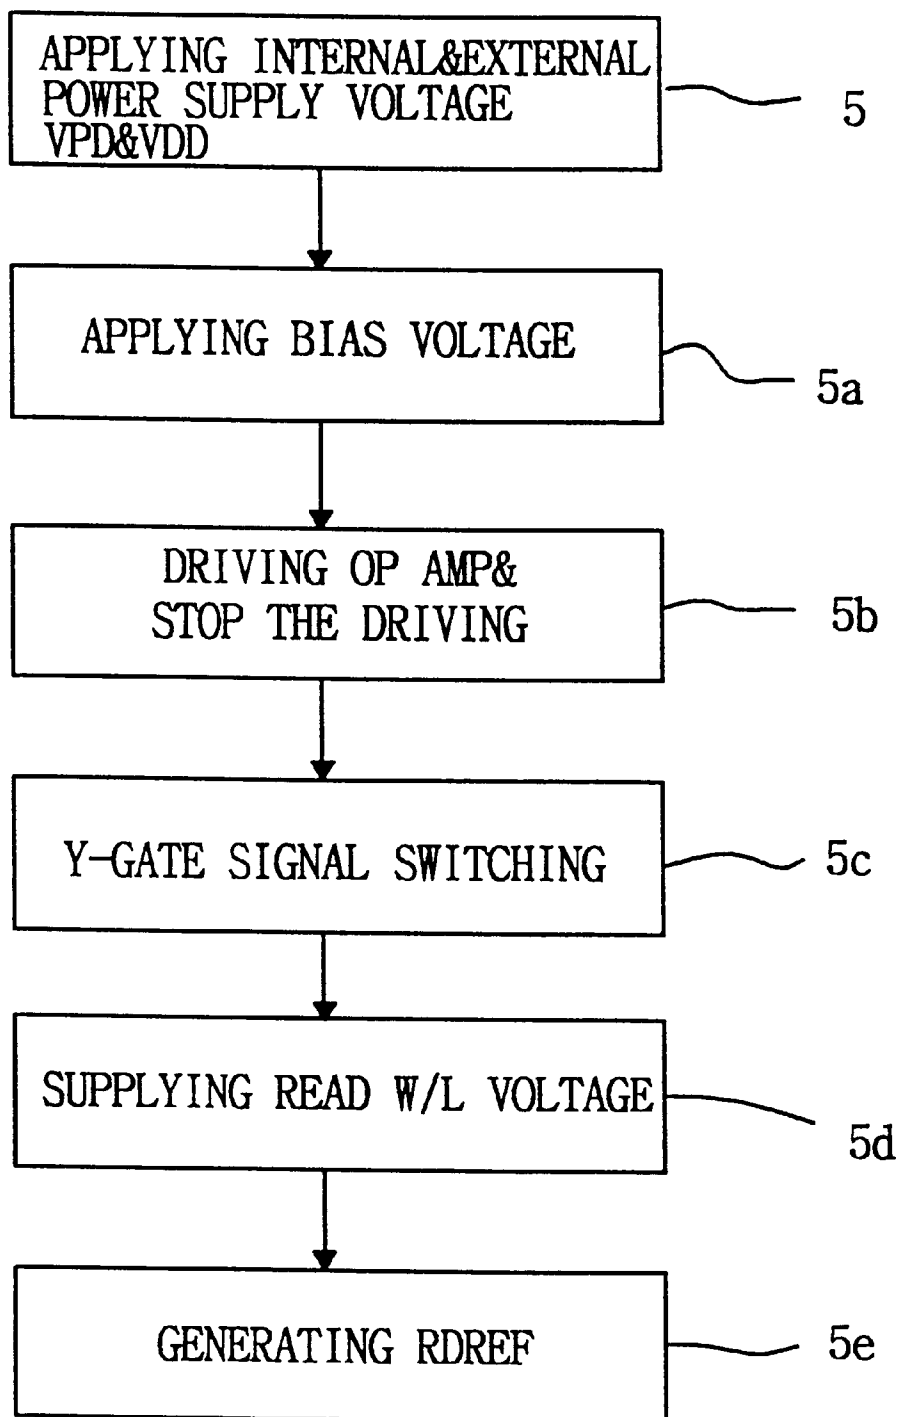 APPLYING INTERNAL&EXTERNAL
POWER SUPPLY VOLTAGE
VPD&VDD
5
APPLYING BIAS VOLTAGE
5a
DRIVING OP AMP&
STOP THE DRIVING
5b
Y-GATE SIGNAL SWITCHING
5c
SUPPLYING READ W/L VOLTAGE
5d
GENERATING RDREF
5e